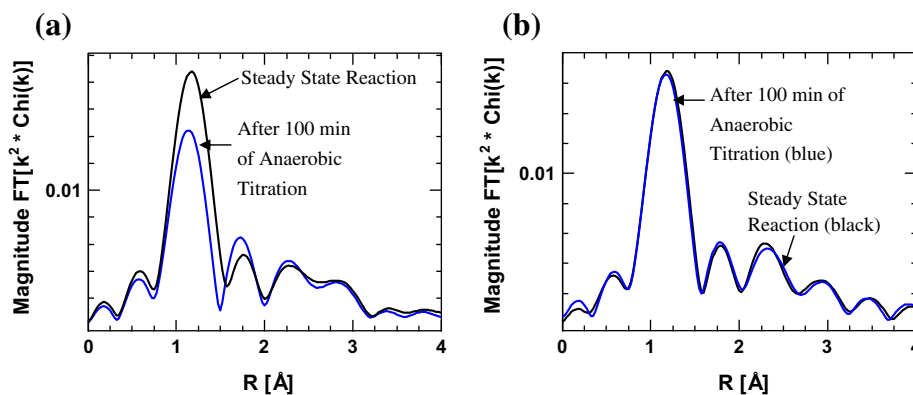 (a)
Magnitude FT[k² * Chi(k)]
0.01
Steady State Reaction
After 100 min
of Anaerobic
Titration
0 1 2 3 4
R [Å]
(b)
Magnitude FT[k² * Chi(k)]
0.01
After 100 min of
Anaerobic
Titration (blue)
Steady State
Reaction (black)
0 1 2 3 4
R [Å]